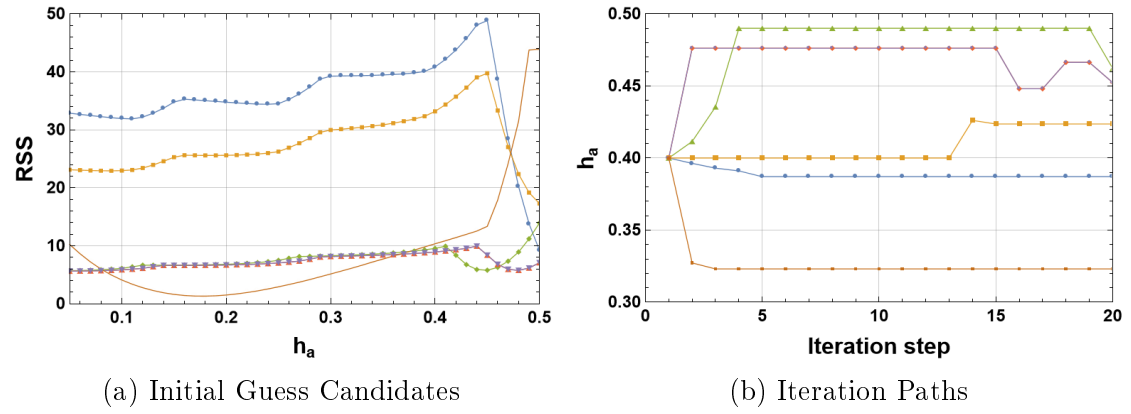 50
40
30
20
10
0
RSS
0.1 0.2 0.3 0.4 0.5
hₐ
(a) Initial Guess Candidates
0.50
0.45
0.40
0.35
0.30
hₐ
0 5 10 15 20
Iteration step
(b) Iteration Paths